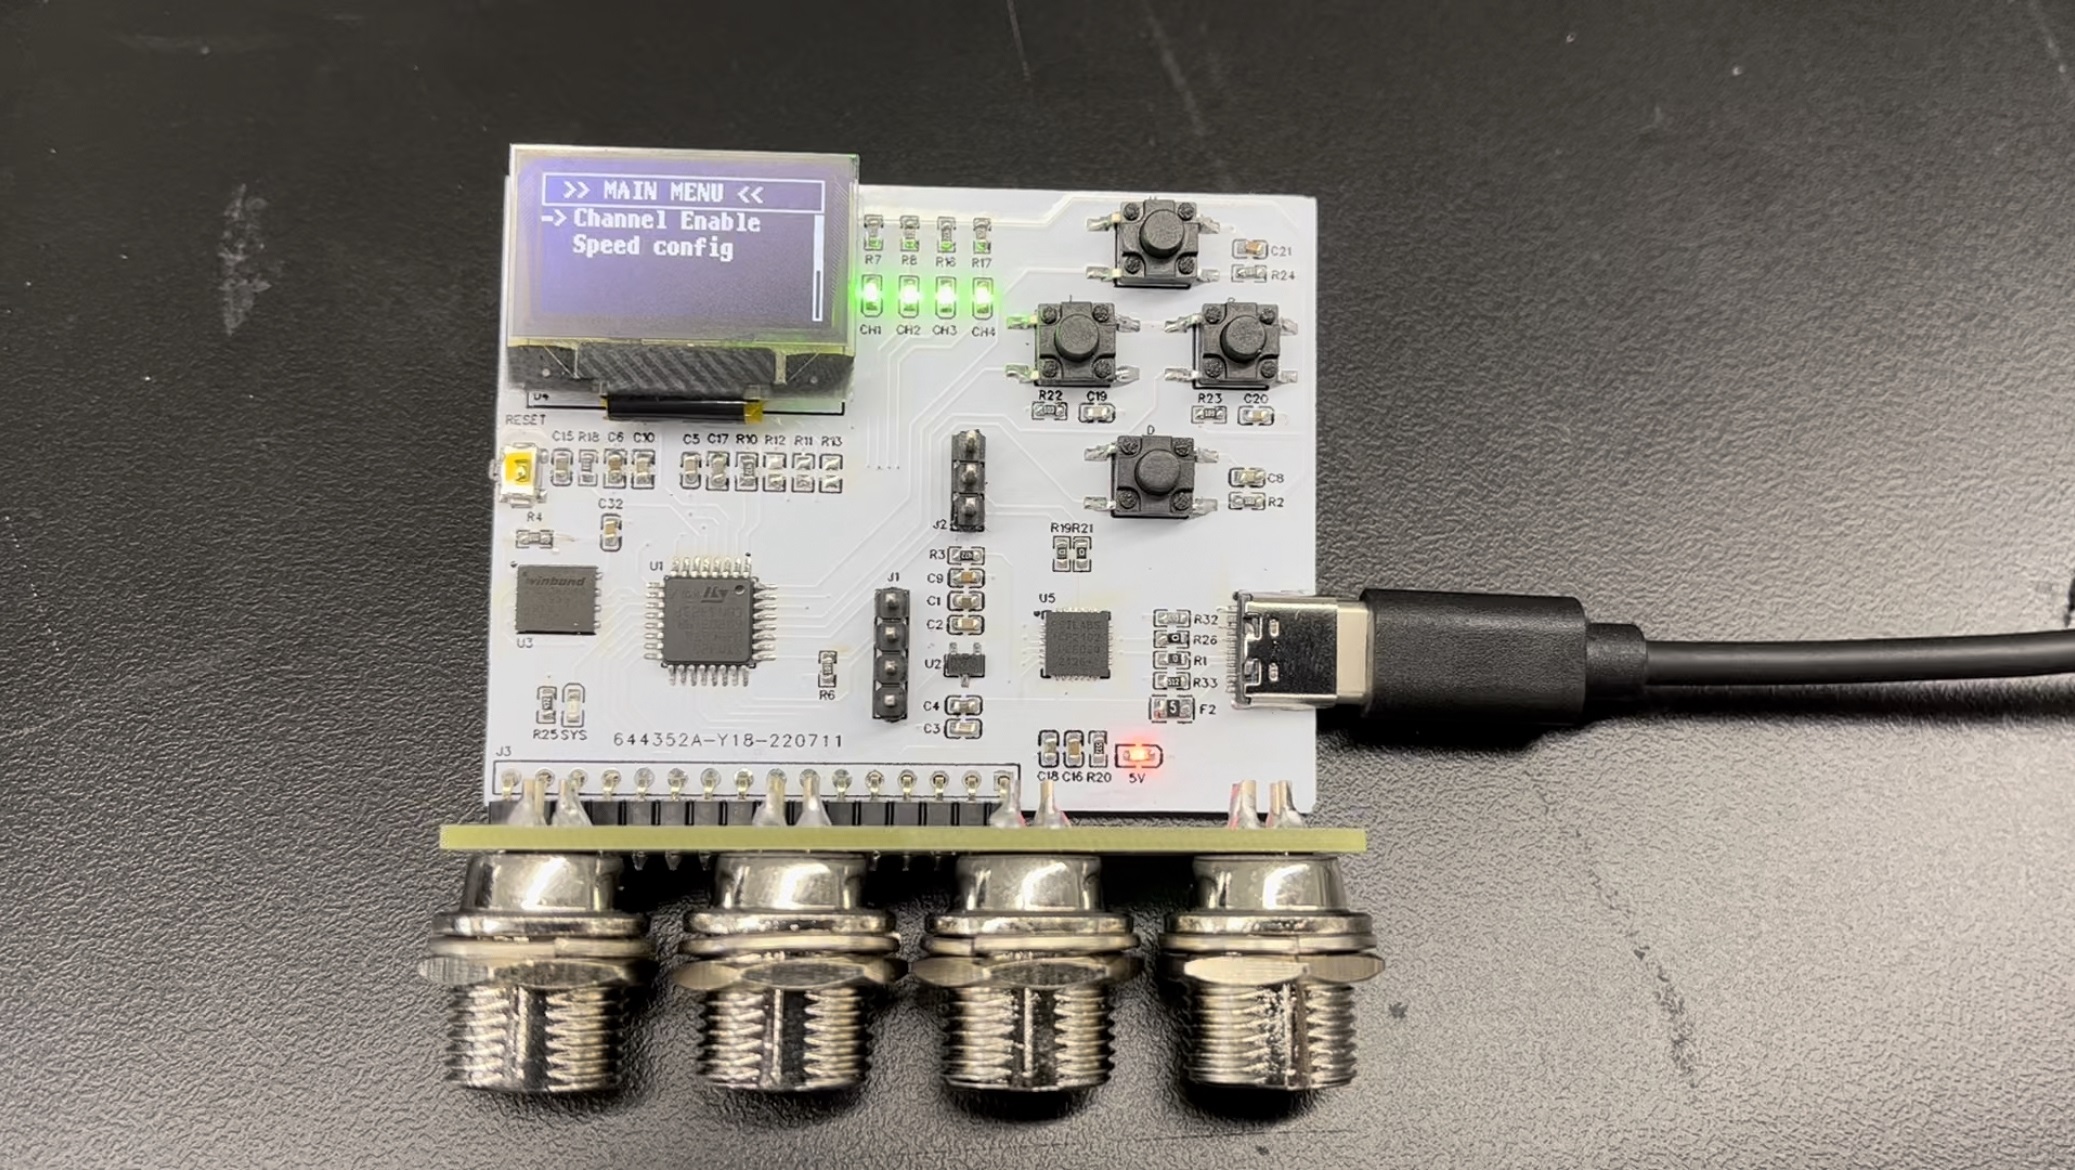 >> MAIN MENU <<
-> Channel Enable
Speed config
R7 R8 R16 R17
CH1 CH2 CH3 CH4
C21
R24
R22 C19
R23 C20
D
C8
R2
RESET
C15 R18 C6 C10
C5 C17 R10 R12 R11 R13
R4
C32
J2
R19R21
R3
C9
C1
C2
U2
C4
C3
J1
U1
winbond
U3
U5
R32
R26
R1
R33
F2
R6
R25 SYS
644352A-Y18-220711
J3
C18 C16 R20 5V